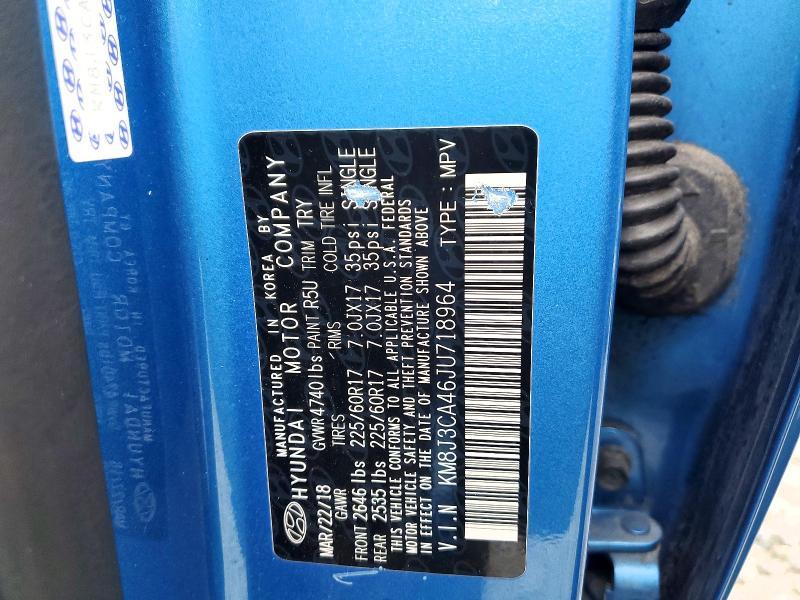 MANUFACTURED IN KOREA BY
HYUNDAI MOTOR COMPANY
MAR/22/18 GVWR 4740 lbs PAINT R5U TRIM TRY
GAWR TIRES RIMS COLD TIRE INFL
FRONT 2646 lbs 225/60R17 7.0JX17 35psi SINGLE
REAR 2535 lbs 225/60R17 7.0JX17 35psi SINGLE
THIS VEHICLE CONFORMS TO ALL APPLICABLE U.S.A. FEDERAL
MOTOR VEHICLE SAFETY AND THEFT PREVENTION STANDARDS
IN EFFECT ON THE DATE OF MANUFACTURE SHOWN ABOVE
V.I.N KM8J3CA46JU718964 TYPE : MPV
KM8J3CA